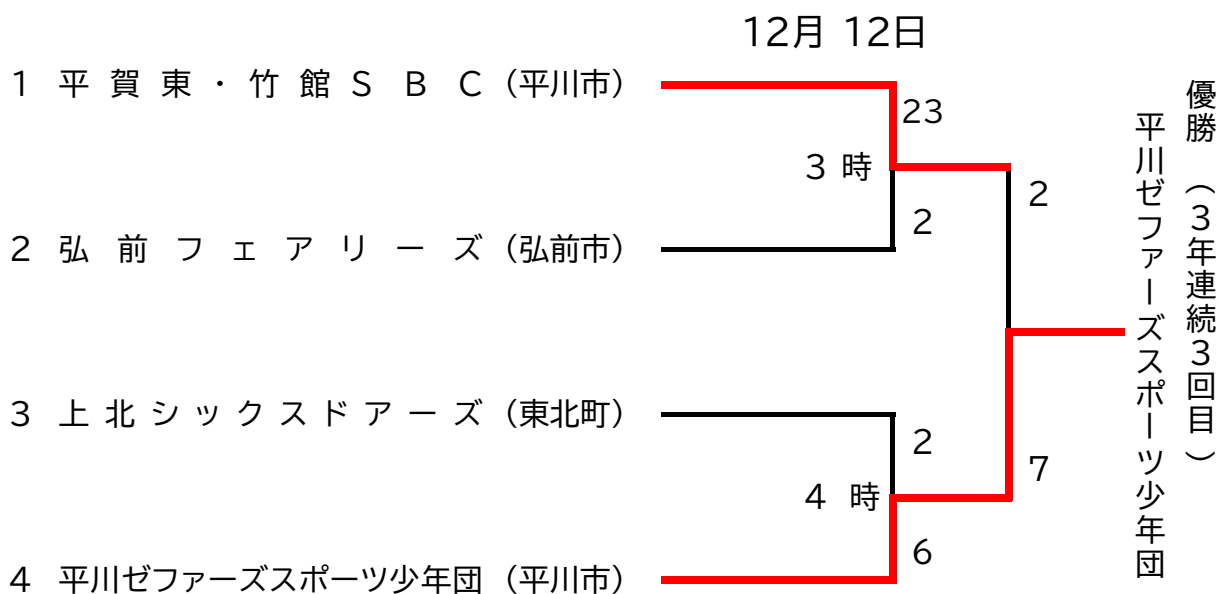 12月 12日
1 平賀東・竹館SBC (平川市)
23
3時
2
2
2 弘前フェアリーズ (弘前市)
3 上北シックスドアーズ (東北町)
2
7
4時
6
4 平川ゼファーズスポーツ少年団 (平川市)
優勝 (3年連続3回目)
平川ゼファーズスポーツ少年団